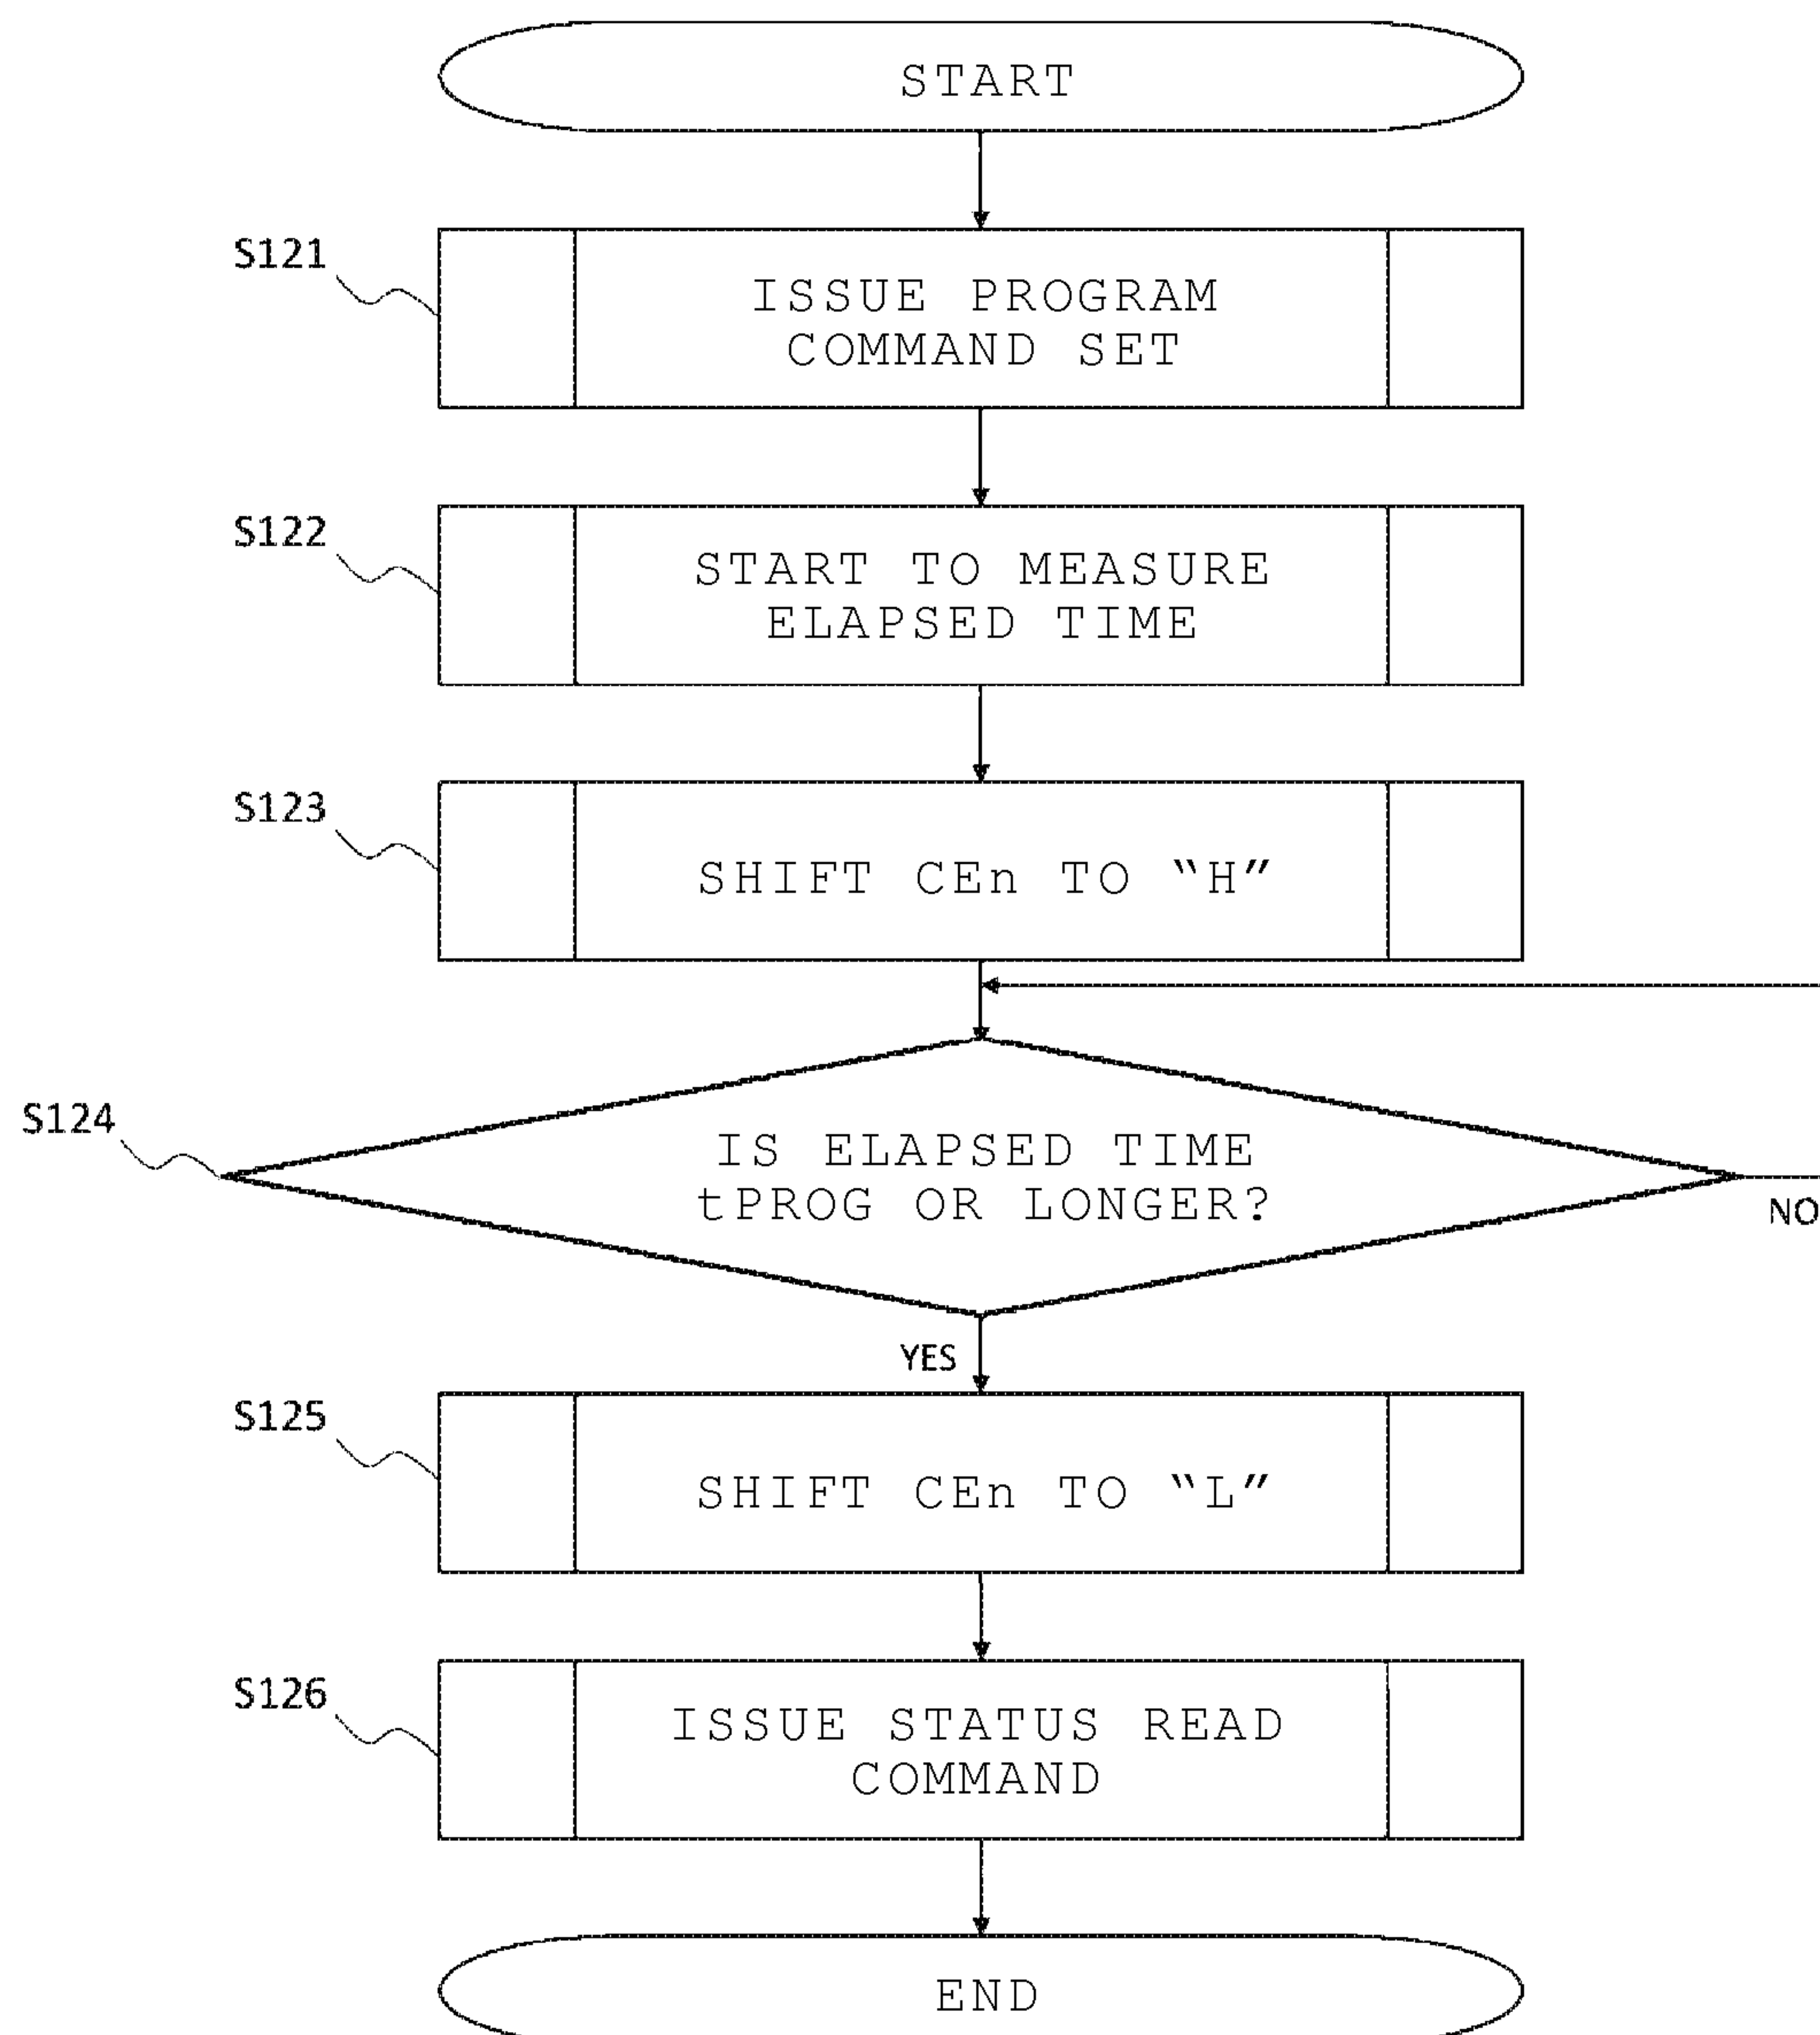 START
S121
ISSUE PROGRAM
COMMAND SET
S122
START TO MEASURE
ELAPSED TIME
S123
SHIFT CEn TO “H”
S124
IS ELAPSED TIME
tPROG OR LONGER?
NO
YES
S125
SHIFT CEn TO “L”
S126
ISSUE STATUS READ
COMMAND
END